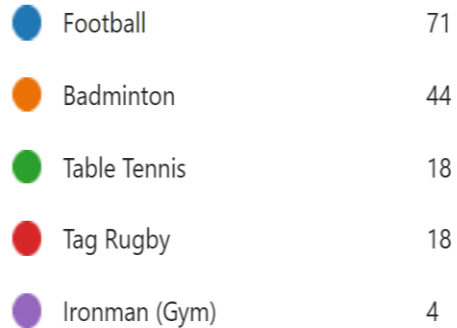 Football 71
Badminton 44
Table Tennis 18
Tag Rugby 18
Ironman (Gym) 4